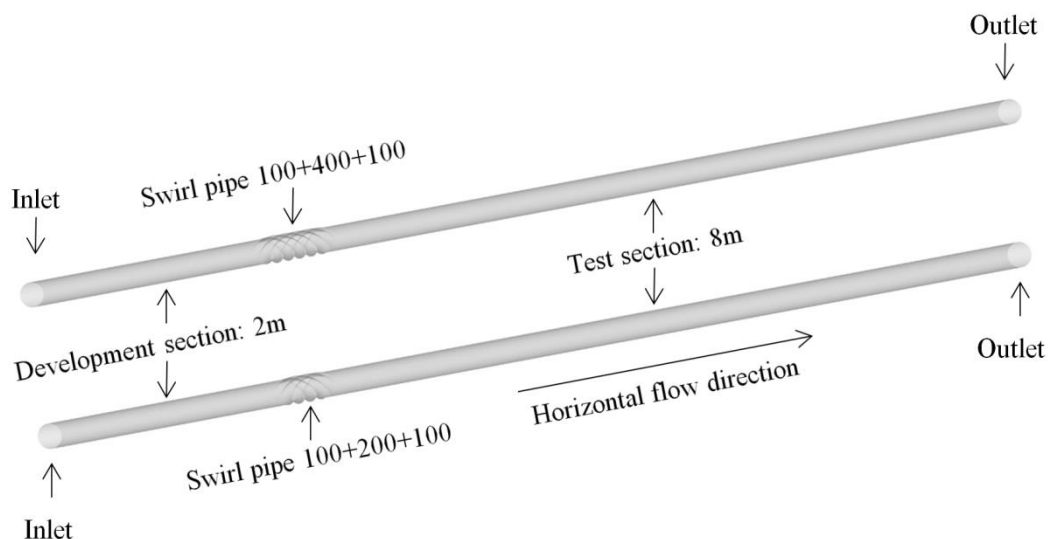 Outlet
Swirl pipe 100+400+100
Inlet
Test section: 8m
Development section: 2m
Outlet
Horizontal flow direction
Swirl pipe 100+200+100
Inlet